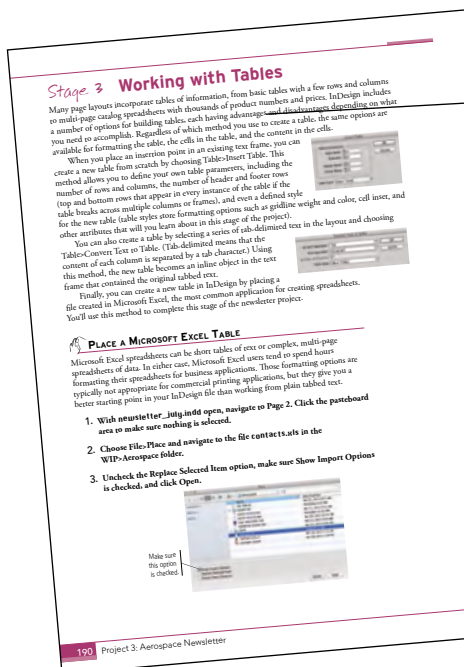 Stage 3 Working with Tables
Many page layouts incorporate tables of information, from basic tables with a few rows and columns
to multi-page catalog spreadsheets with thousands of product numbers and prices. InDesign includes
a number of options for building tables, each having advantages and disadvantages depending on what
you need to accomplish. Regardless of which method you use to create a table, the same options are
available for formatting the table, the cells in the table, and the content in the cells.
When you place an insertion point in an existing text frame, you can
create a new table from scratch by choosing Table>Insert Table. This
method allows you to define your own table parameters, including the
number of rows and columns, the number of header and footer rows
(top and bottom rows that appear in every instance of the table if the
table breaks across multiple columns or frames), and even a defined style
for the new table (table styles store formatting options such as gridline weight and color, cell inset, and
other attributes that will you learn about in this stage of the project).
You can also create a table by selecting a series of tab-delimited text in the layout and choosing
Table>Convert Text to Table. (Tab-delimited means that the
content of each column is separated by a tab character.) Using
this method, the new table becomes an inline object in the text
frame that contained the original tabbed text.
Finally, you can create a new table in InDesign by placing a
file created in Microsoft Excel, the most common application for creating spreadsheets.
You'll use this method to complete this stage of the newsletter project.
PLACE A MICROSOFT EXCEL TABLE
Microsoft Excel spreadsheets can be short tables of text or complex, multi-page
spreadsheets of data. In either case, Microsoft Excel users tend to spend hours
formatting their spreadsheets for business applications. Those formatting options are
typically not appropriate for commercial printing applications, but they give you a
better starting point in your InDesign file than working from plain tabbed text.
1. With newsletter_july.indd open, navigate to Page 2. Click the pasteboard
area to make sure nothing is selected.
2. Choose File>Place and navigate to the file contacts.xls in the
WIP>Aerospace folder.
3. Uncheck the Replace Selected Item option, make sure Show Import Options
is checked, and click Open.
Make sure
this option
is checked.
190 Project 3: Aerospace Newsletter